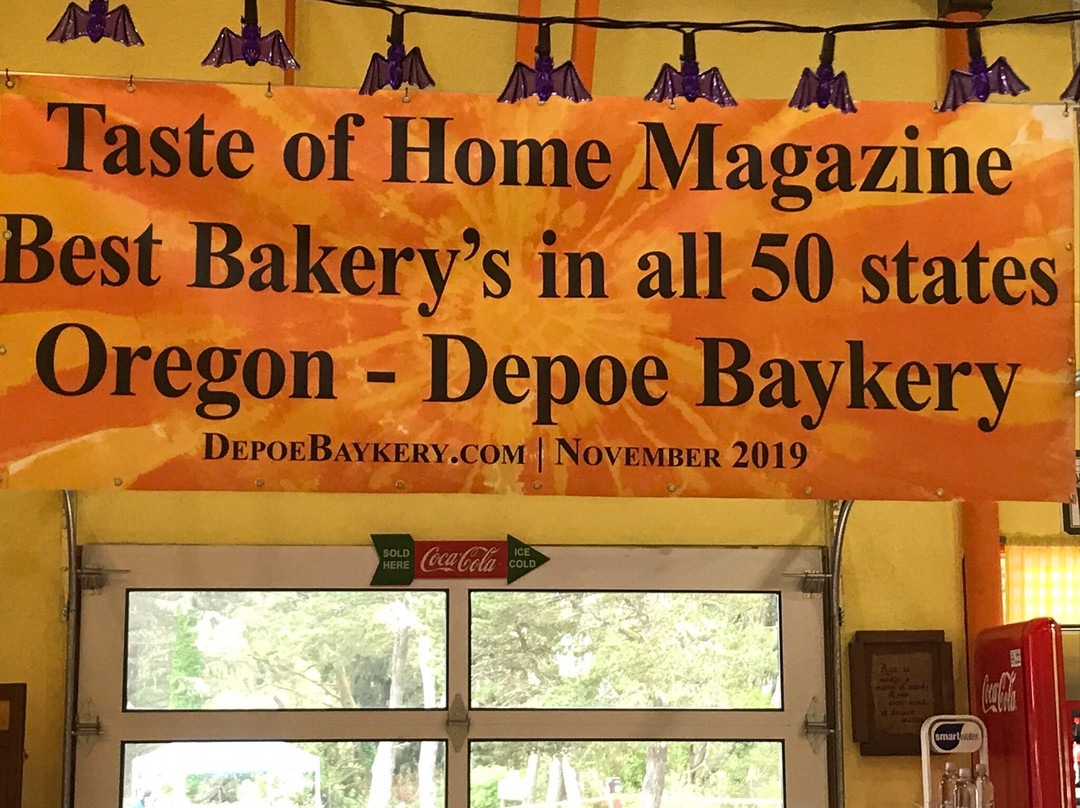 Taste of Home Magazine
Best Bakery's in all 50 states
Oregon - Depoe Baykery
DEPOEBAYKERY.COM | NOVEMBER 2019
SOLD HERE
Coca-Cola
ICE COLD
Coca-Cola
smartwater